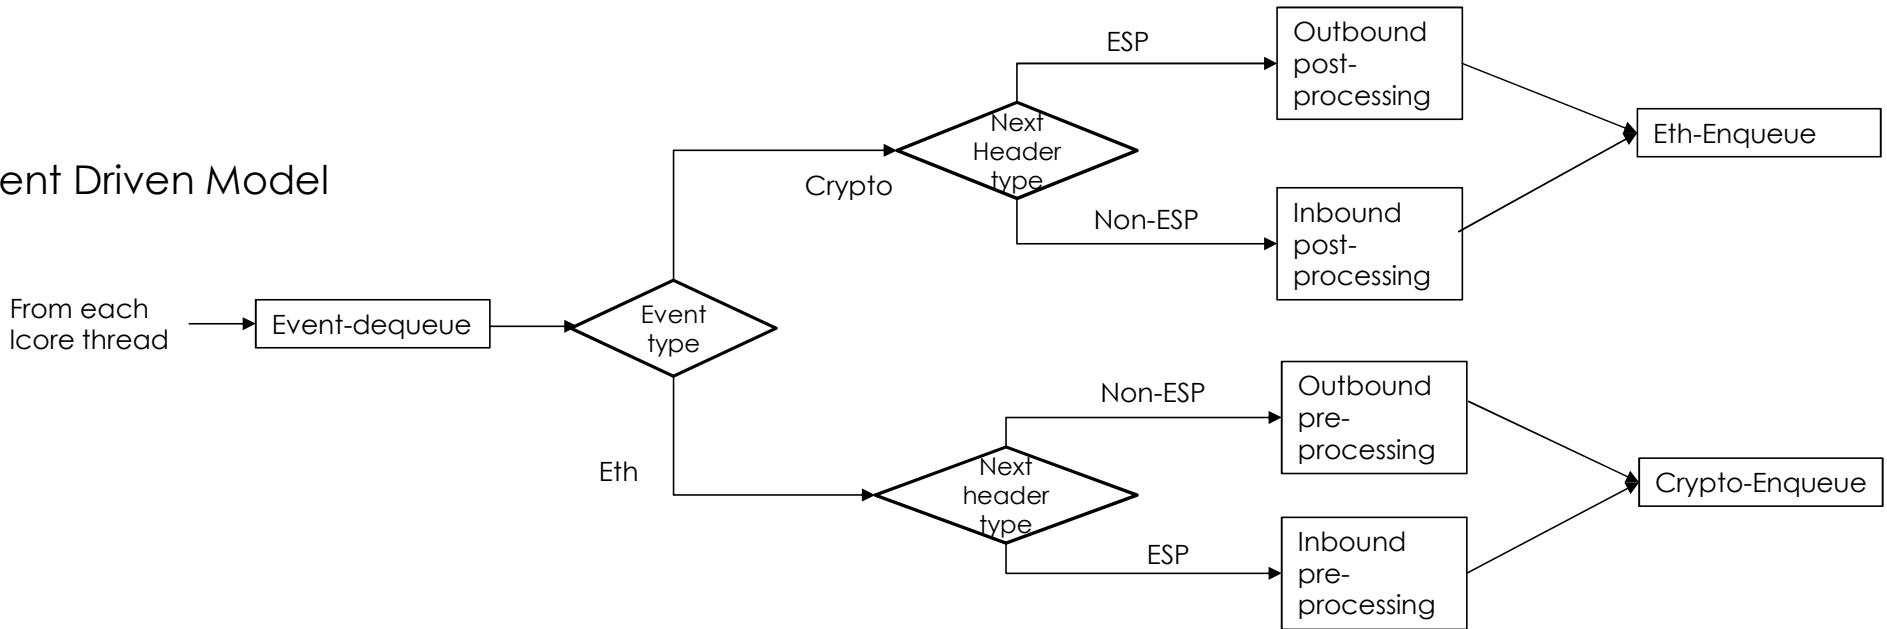 ent Driven Model
From each
lcore thread
Event-dequeue
Event
type
Crypto
Eth
Next
Header
type
ESP
Non-ESP
Outbound
post-
processing
Inbound
post-
processing
Eth-Enqueue
Next
header
type
Non-ESP
ESP
Outbound
pre-
processing
Inbound
pre-
processing
Crypto-Enqueue